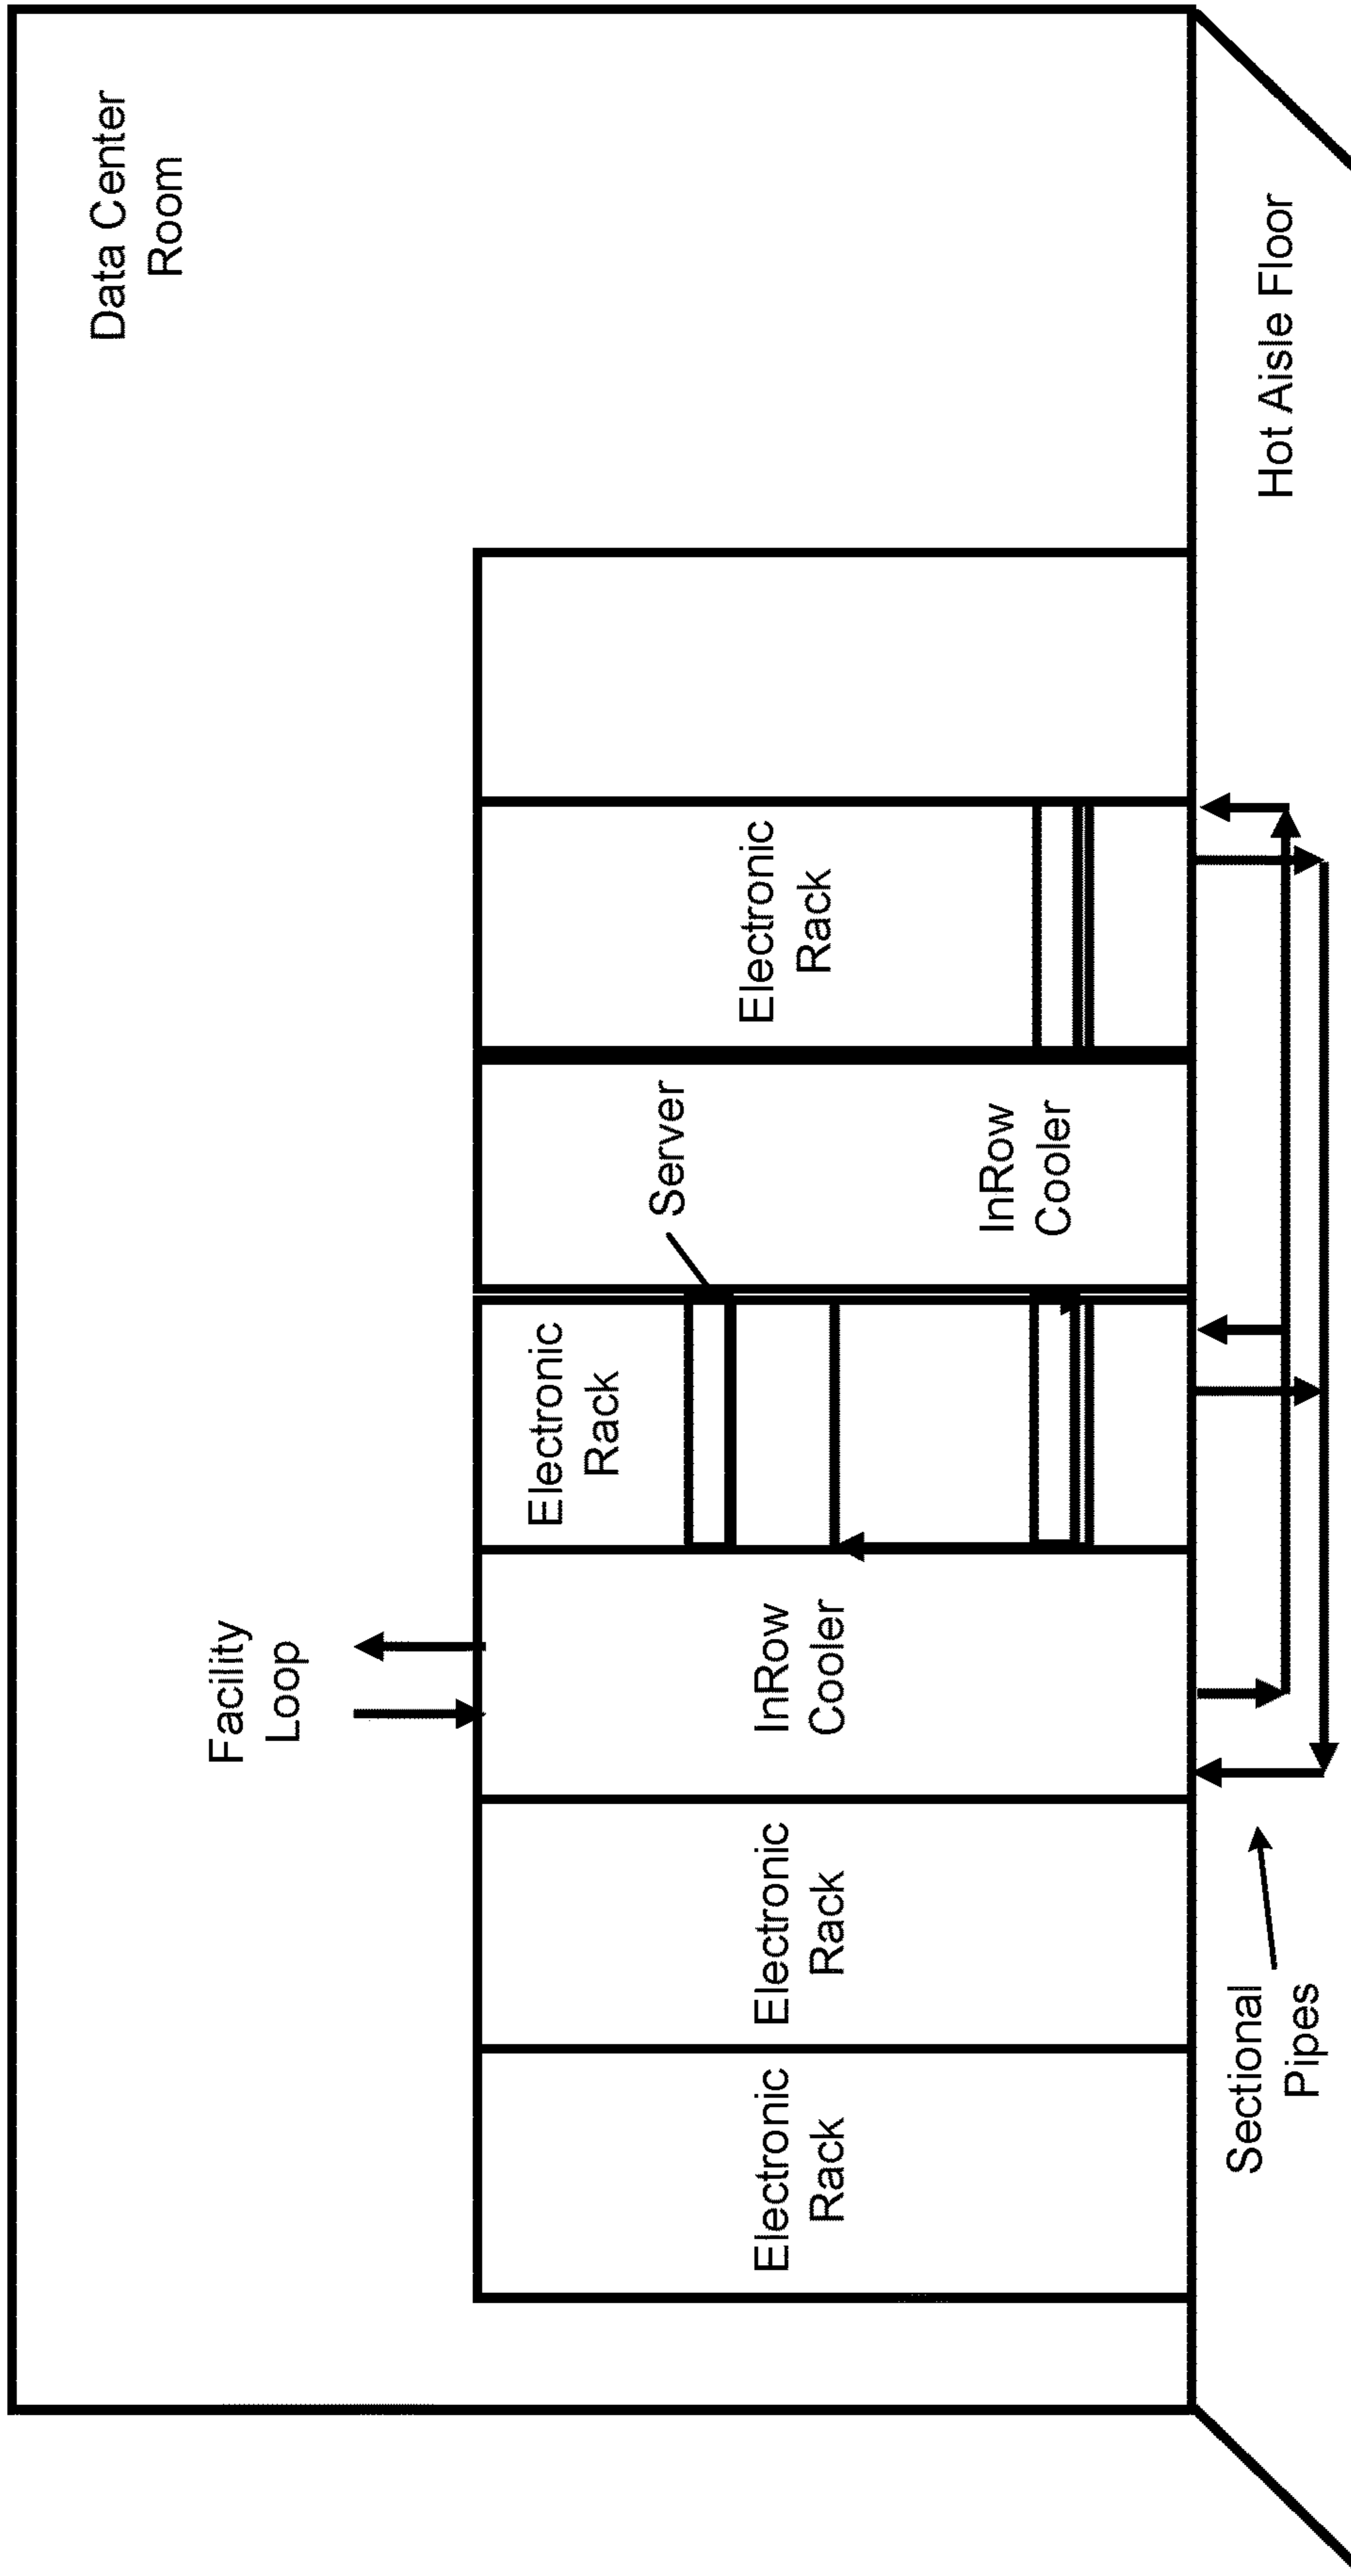 Data Center
Room
Facility
Loop
Electronic
Rack
Server
Electronic
Rack
Electronic
Rack
InRow
Cooler
Electronic
Rack
InRow
Cooler
Sectional
Pipes
Hot Aisle Floor